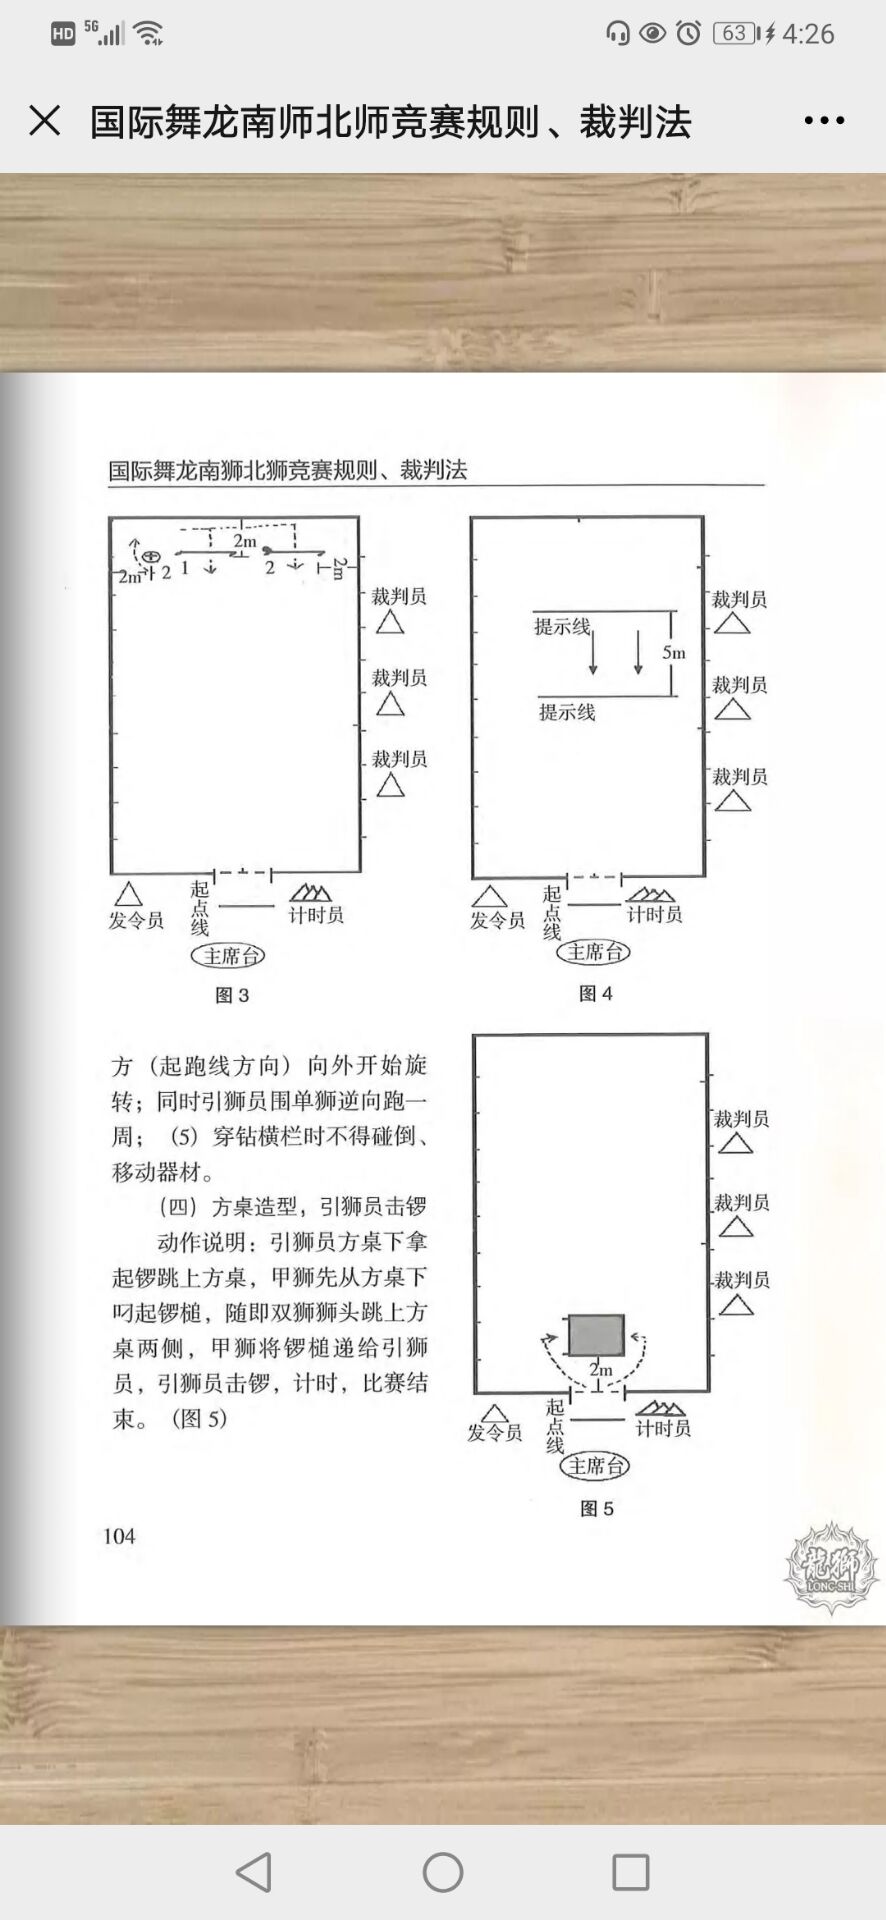 HD 5G 63 4:26
国际舞龙南师北师竞赛规则、裁判法
国际舞龙南狮北狮竞赛规则、裁判法
2m
2m 2 1 2 2m
裁判员
裁判员
裁判员
发令员
起点线
计时员
主席台
图 3
提示线
5m
提示线
裁判员
裁判员
裁判员
发令员
起点线
计时员
主席台
图 4
方（起跑线方向）向外开始旋
转；同时引狮员围单狮逆向跑一
周；（5）穿钻横栏时不得碰倒、
移动器材。
（四）方桌造型，引狮员击锣
动作说明：引狮员方桌下拿
起锣跳上方桌，甲狮先从方桌下
叼起锣槌，随即双狮狮头跳上方
桌两侧，甲狮将锣槌递给引狮
员，引狮员击锣，计时，比赛结
束。（图 5）
裁判员
裁判员
裁判员
2m
发令员
起点线
计时员
主席台
图 5
104
龍獅
LONG-SHI